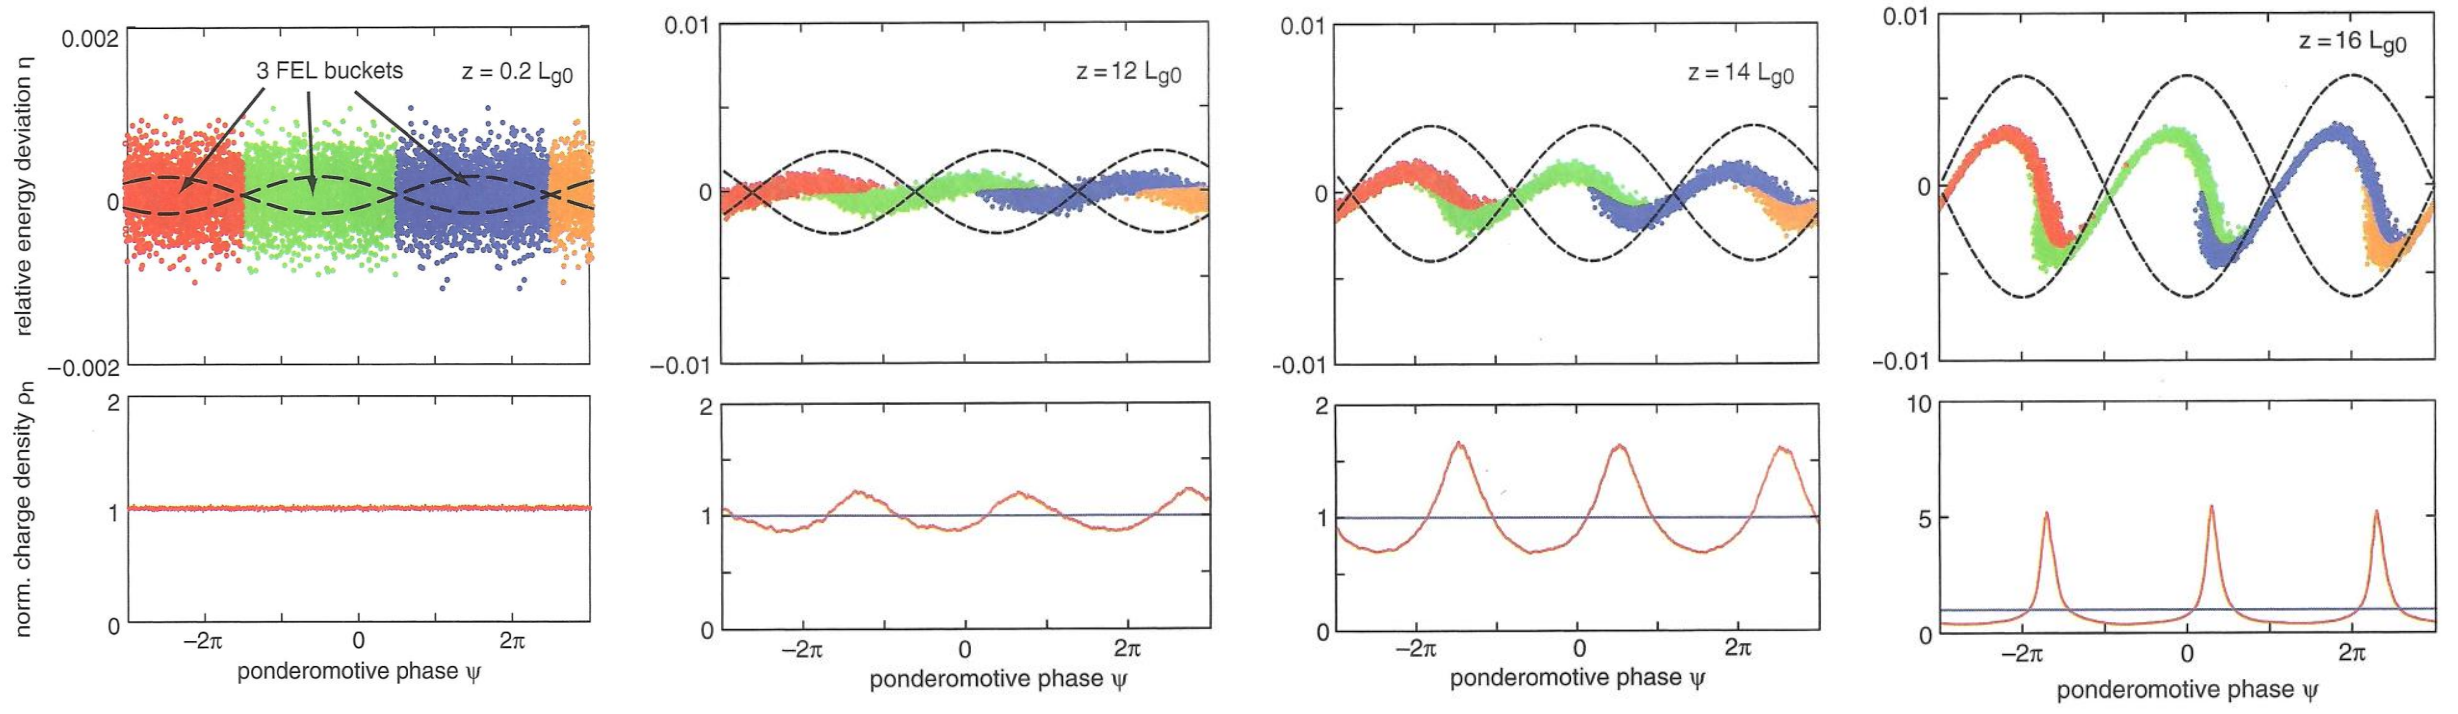 relative energy deviation η
0.002
0
−0.002
3 FEL buckets
z = 0.2 Lg0
norm. charge density ρn
2
1
0
−2π
0
2π
ponderomotive phase ψ
0.01
0
−0.01
z = 12 Lg0
2
1
0
−2π
0
2π
ponderomotive phase ψ
0.01
0
-0.01
z = 14 Lg0
2
1
0
−2π
0
2π
ponderomotive phase ψ
0.01
0
−0.01
z = 16 Lg0
10
5
0
−2π
0
2π
ponderomotive phase ψ